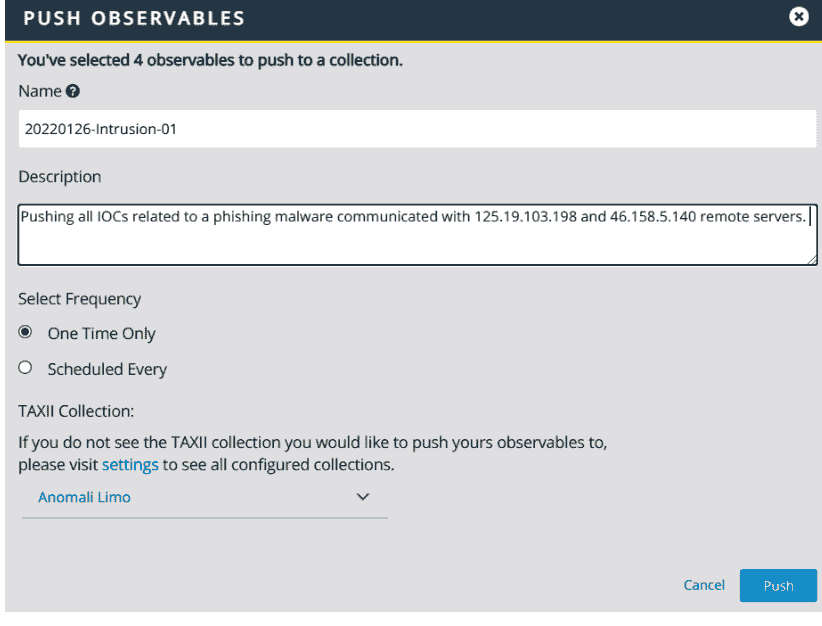 PUSH OBSERVABLES
You've selected 4 observables to push to a collection.
Name
20220126-Intrusion-01
Description
Pushing all IOCs related to a phishing malware communicated with 125.19.103.198 and 46.158.5.140 remote servers.
Select Frequency
One Time Only
Scheduled Every
TAXII Collection:
If you do not see the TAXII collection you would like to push yours observables to,
please visit settings to see all configured collections.
Anomali Limo
Cancel Push